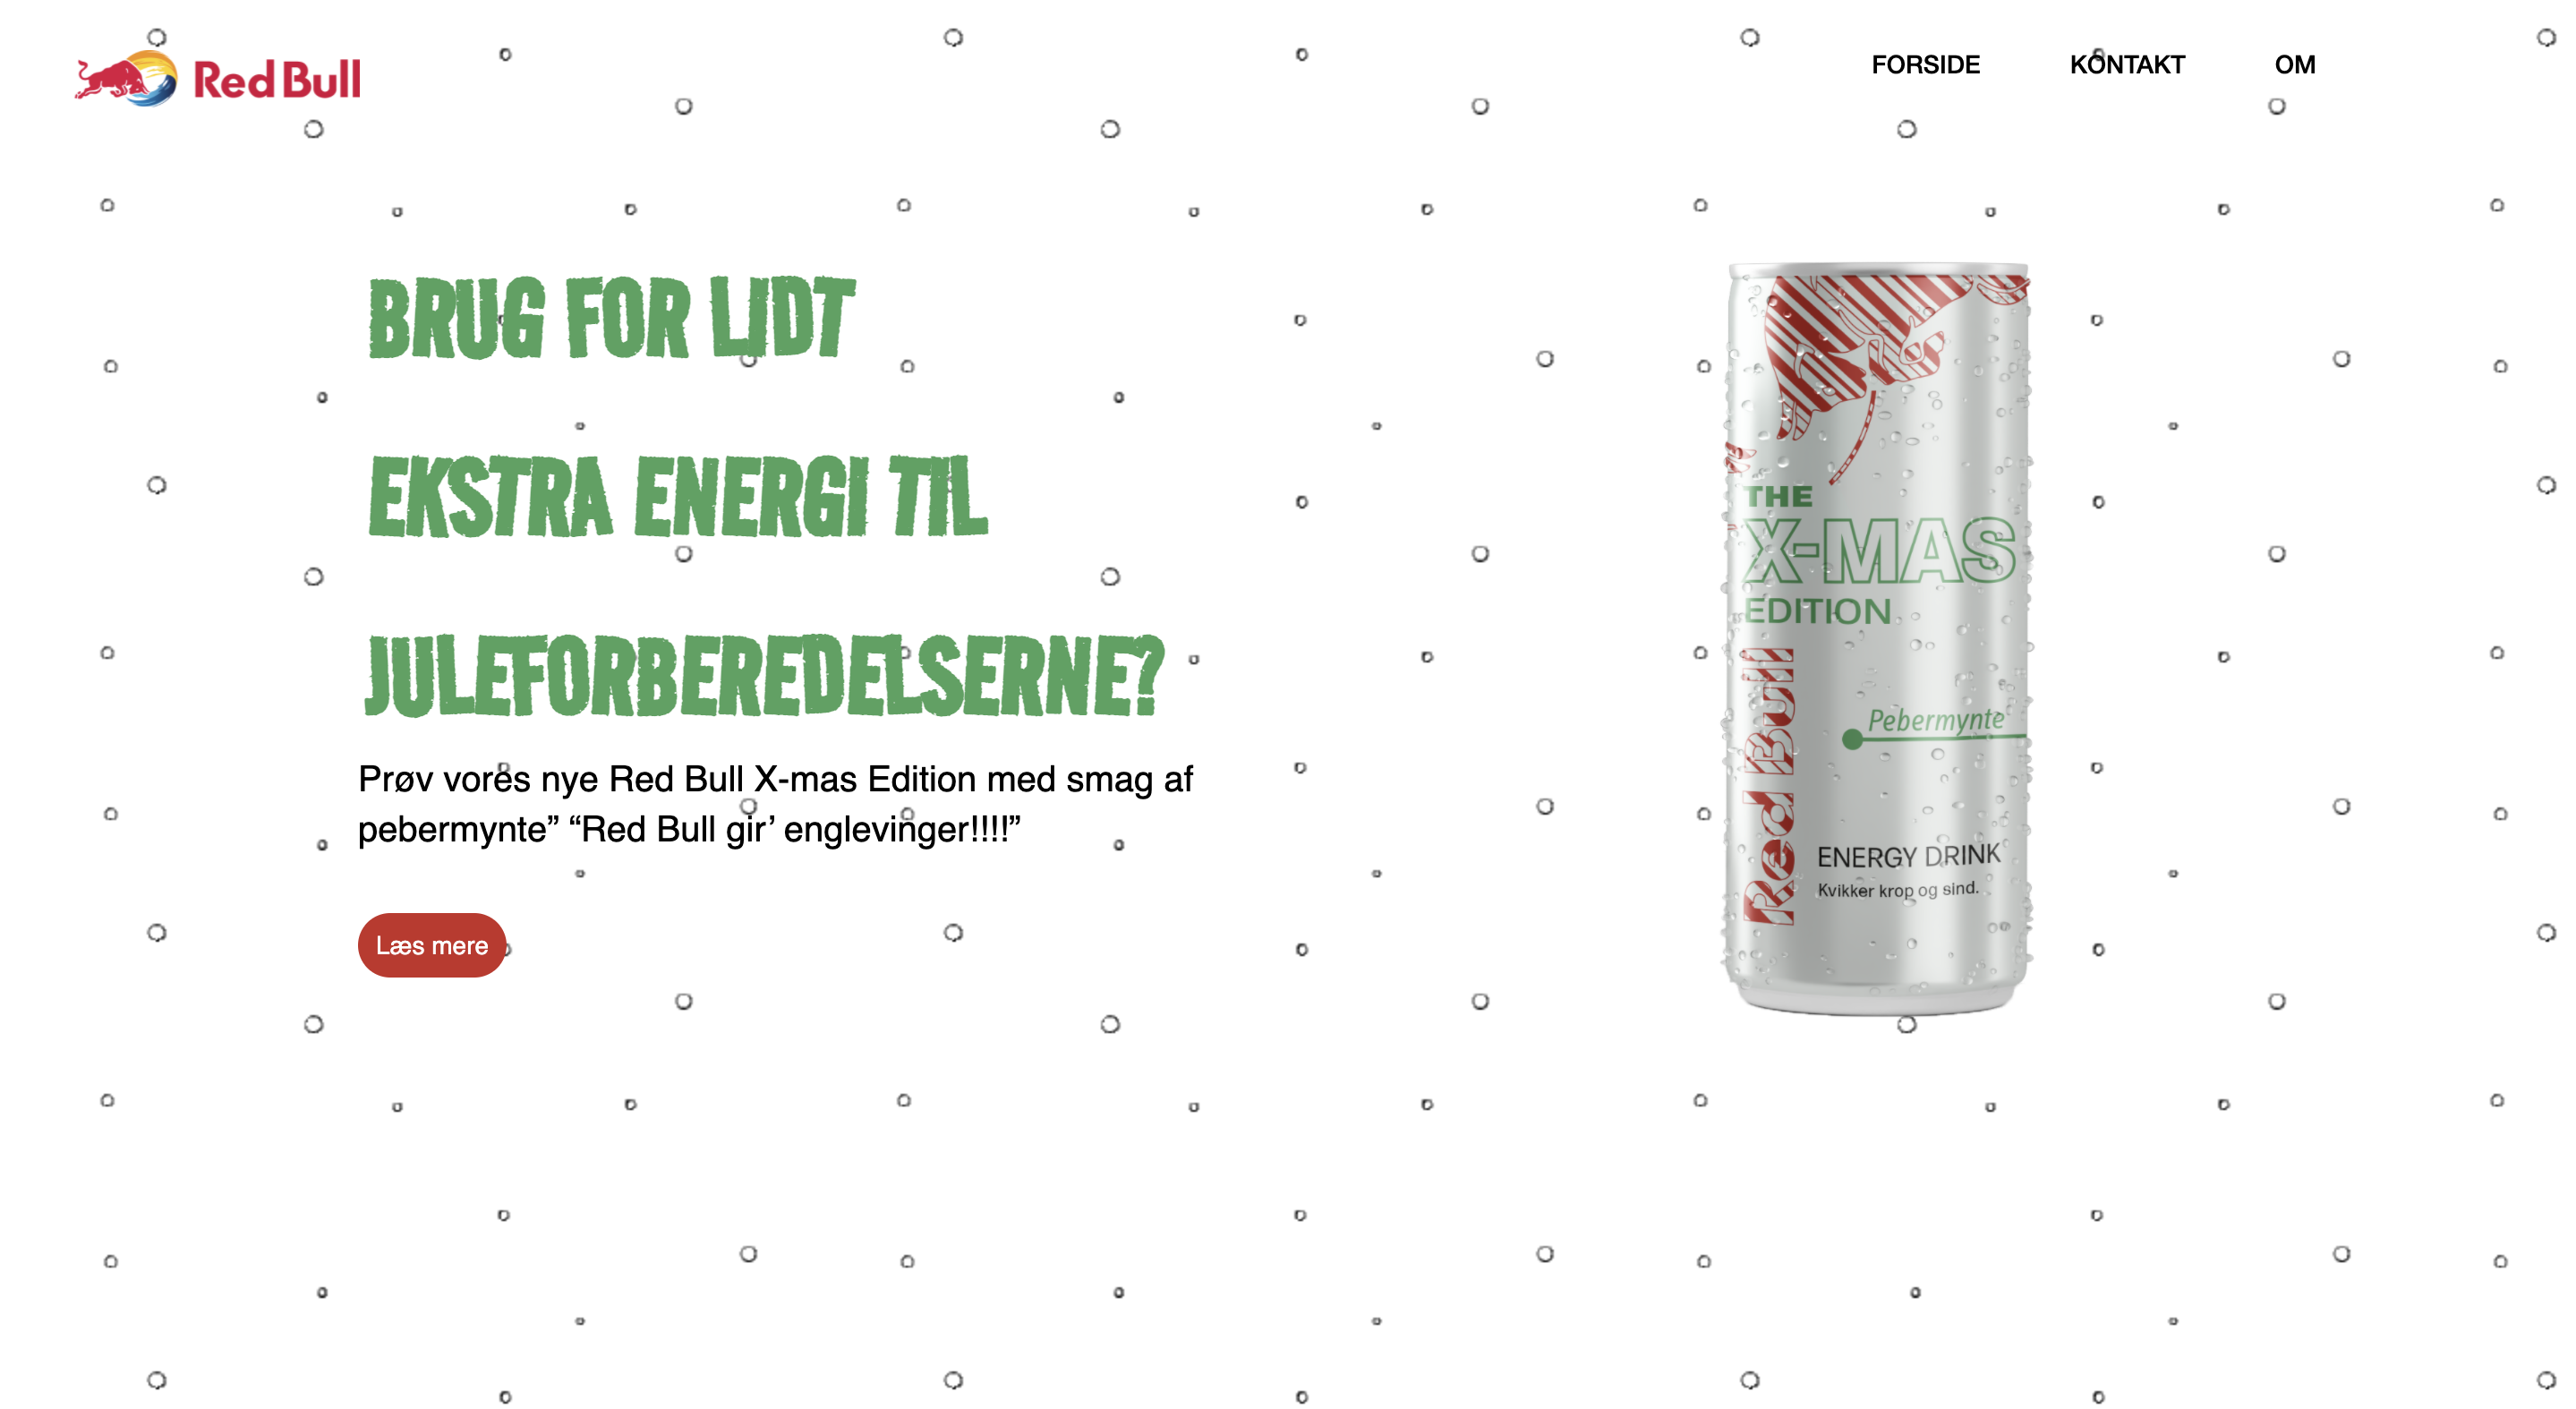 Red Bull
FORSIDE
KONTAKT
OM
BRUG FOR LIDT
EKSTRA ENERGI TIL
JULEFORBEREDELSERNE?
Prøv vores nye Red Bull X-mas Edition med smag af
pebermynte” “Red Bull gir’ englevinger!!!!”
Læs mere
THE
X-MAS
EDITION
Red Bull
Pebermynte
ENERGY DRINK
Kvikker krop og sind.